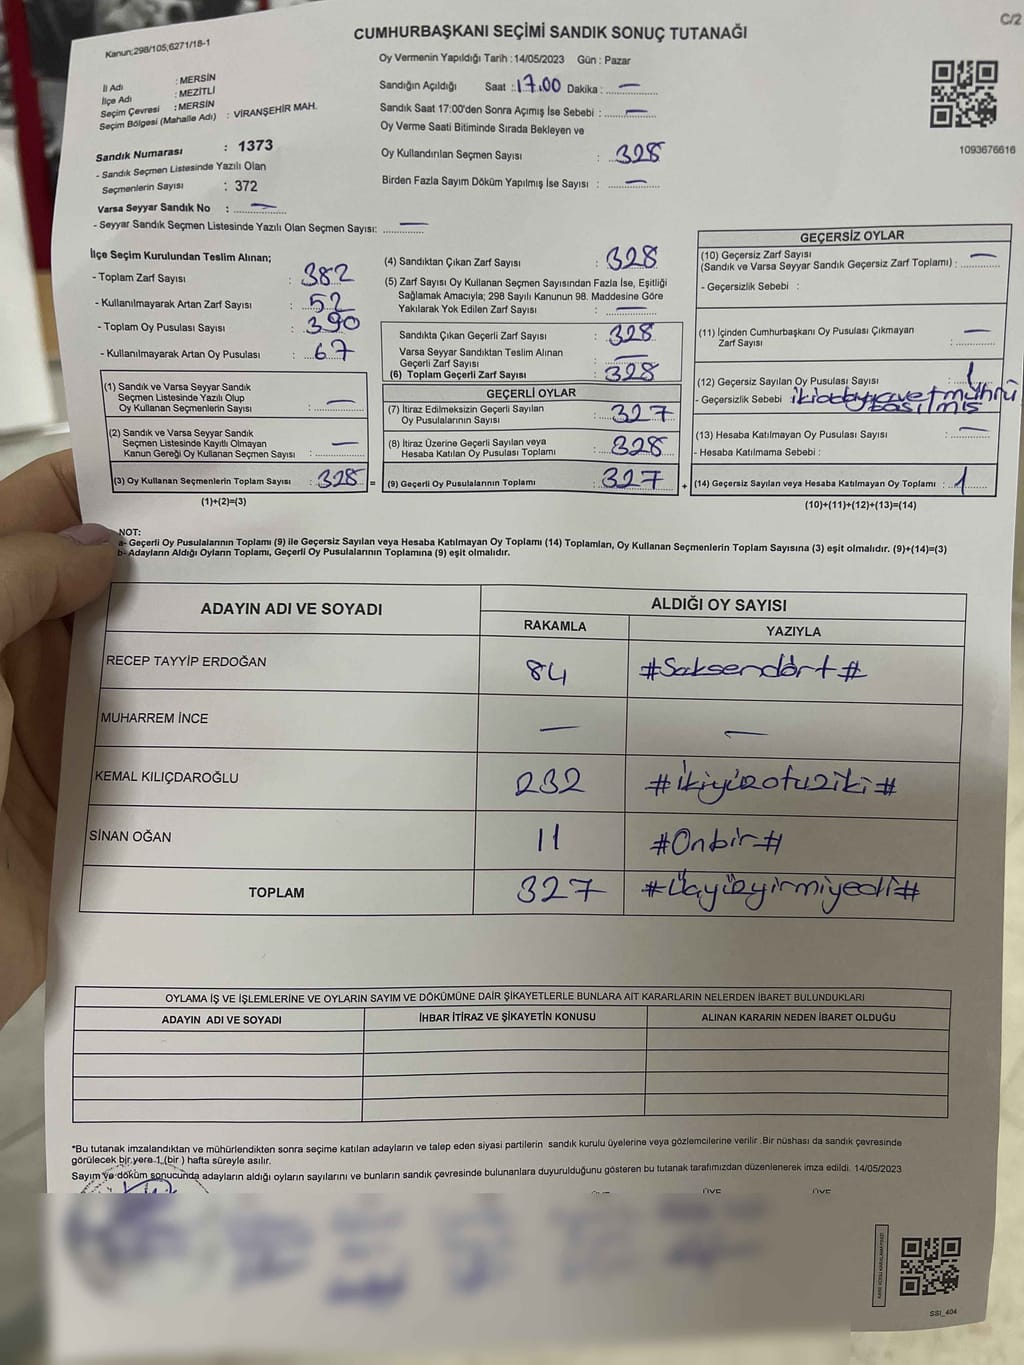 C/2
Kanun;298/105;6271/18-1
CUMHURBAŞKANI SEÇİMİ SANDIK SONUÇ TUTANAĞI
Oy Vermenin Yapıldığı Tarih :14/05/2023 Gün : Pazar
İl Adı : MERSİN
İlçe Adı : MEZİTLİ
Seçim Çevresi : MERSİN
Seçim Bölgesi (Mahalle Adı) : VİRANŞEHİR MAH.
Sandık Numarası : 1373
- Sandık Seçmen Listesinde Yazılı Olan
Seçmenlerin Sayısı : 372
Varsa Seyyar Sandık No : —
- Seyyar Sandık Seçmen Listesinde Yazılı Olan Seçmen Sayısı: —
Sandığın Açıldığı Saat : 17.00 Dakika : —
Sandık Saat 17:00'den Sonra Açımış İse Sebebi : —
Oy Verme Saati Bitiminde Sırada Bekleyen ve
Oy Kullandırılan Seçmen Sayısı : 328
Birden Fazla Sayım Döküm Yapılmış İse Sayısı : —
1093676616
İlçe Seçim Kurulundan Teslim Alınan;
- Toplam Zarf Sayısı : 382
- Kullanılmayarak Artan Zarf Sayısı : 52
- Toplam Oy Pusulası Sayısı : 390
- Kullanılmayarak Artan Oy Pusulası : 67
(1) Sandık ve Varsa Seyyar Sandık
Seçmen Listesinde Yazılı Olup
Oy Kullanan Seçmenlerin Sayısı : —
(2) Sandık ve Varsa Seyyar Sandık
Seçmen Listesinde Kayıtlı Olmayan
Kanun Gereği Oy Kullanan Seçmen Sayısı : —
(3) Oy Kullanan Seçmenlerin Toplam Sayısı : 328 =
(1)+(2)=(3)
(4) Sandıktan Çıkan Zarf Sayısı : 328
(5) Zarf Sayısı Oy Kullanan Seçmen Sayısından Fazla İse, Eşitliği
Sağlamak Amacıyla; 298 Sayılı Kanunun 98. Maddesine Göre
Yakılarak Yok Edilen Zarf Sayısı : —
Sandıkta Çıkan Geçerli Zarf Sayısı : 328
Varsa Seyyar Sandıktan Teslim Alınan
Geçerli Zarf Sayısı : —
(6) Toplam Geçerli Zarf Sayısı : 328
GEÇERLİ OYLAR
(7) İtiraz Edilmeksizin Geçerli Sayılan
Oy Pusulalarının Sayısı : 327
(8) İtiraz Üzerine Geçerli Sayılan veya
Hesaba Katılan Oy Pusulası Toplamı : 328
(9) Geçerli Oy Pusulalarının Toplamı : 327 +
GEÇERSİZ OYLAR
(10) Geçersiz Zarf Sayısı
(Sandık ve Varsa Seyyar Sandık Geçersiz Zarf Toplamı) : —
- Geçersizlik Sebebi :
(11) İçinden Cumhurbaşkanı Oy Pusulası Çıkmayan
Zarf Sayısı : —
(12) Geçersiz Sayılan Oy Pusulası Sayısı : 1
- Geçersizlik Sebebi iki adaya evet mührü
basılmış
(13) Hesaba Katılmayan Oy Pusulası Sayısı : —
- Hesaba Katılmama Sebebi :
(14) Geçersiz Sayılan veya Hesaba Katılmayan Oy Toplamı : 1
(10)+(11)+(12)+(13)=(14)
NOT:
a- Geçerli Oy Pusulalarının Toplamı (9) ile Geçersiz Sayılan veya Hesaba Katılmayan Oy Toplamı (14) Toplamları, Oy Kullanan Seçmenlerin Toplam Sayısına (3) eşit olmalıdır. (9)+(14)=(3)
b- Adayların Aldığı Oyların Toplamı, Geçerli Oy Pusulalarının Toplamına (9) eşit olmalıdır.
ADAYIN ADI VE SOYADI ALDIĞI OY SAYISI
RAKAMLA YAZIYLA
RECEP TAYYİP ERDOĞAN 84 #Seksendört#
MUHARREM İNCE — —
KEMAL KILIÇDAROĞLU 232 #ikiyüzotuziki#
SİNAN OĞAN 11 #Onbir#
TOPLAM 327 #Üçyüzyirmiyedi#
OYLAMA İŞ VE İŞLEMLERİNE VE OYLARIN SAYIM VE DÖKÜMÜNE DAİR ŞİKAYETLERLE BUNLARA AİT KARARLARIN NELERDEN İBARET BULUNDUKLARI
ADAYIN ADI VE SOYADI İHBAR İTİRAZ VE ŞİKAYETİN KONUSU ALINAN KARARIN NEDEN İBARET OLDUĞU
*Bu tutanak imzalandıktan ve mühürlendikten sonra seçime katılan adayların ve talep eden siyasi partilerin sandık kurulu üyelerine veya gözlemcilerine verilir .Bir nüshası da sandık çevresinde
görülecek bir yere 1 (bir ) hafta süreyle asılır.
Sayım ve döküm sonucunda adayların aldığı oyların sayılarını ve bunların sandık çevresinde bulunanlara duyurulduğunu gösteren bu tutanak tarafımızdan düzenlenerek imza edildi. 14/05/2023
ÜYE ÜYE ÜYE
SSI_404